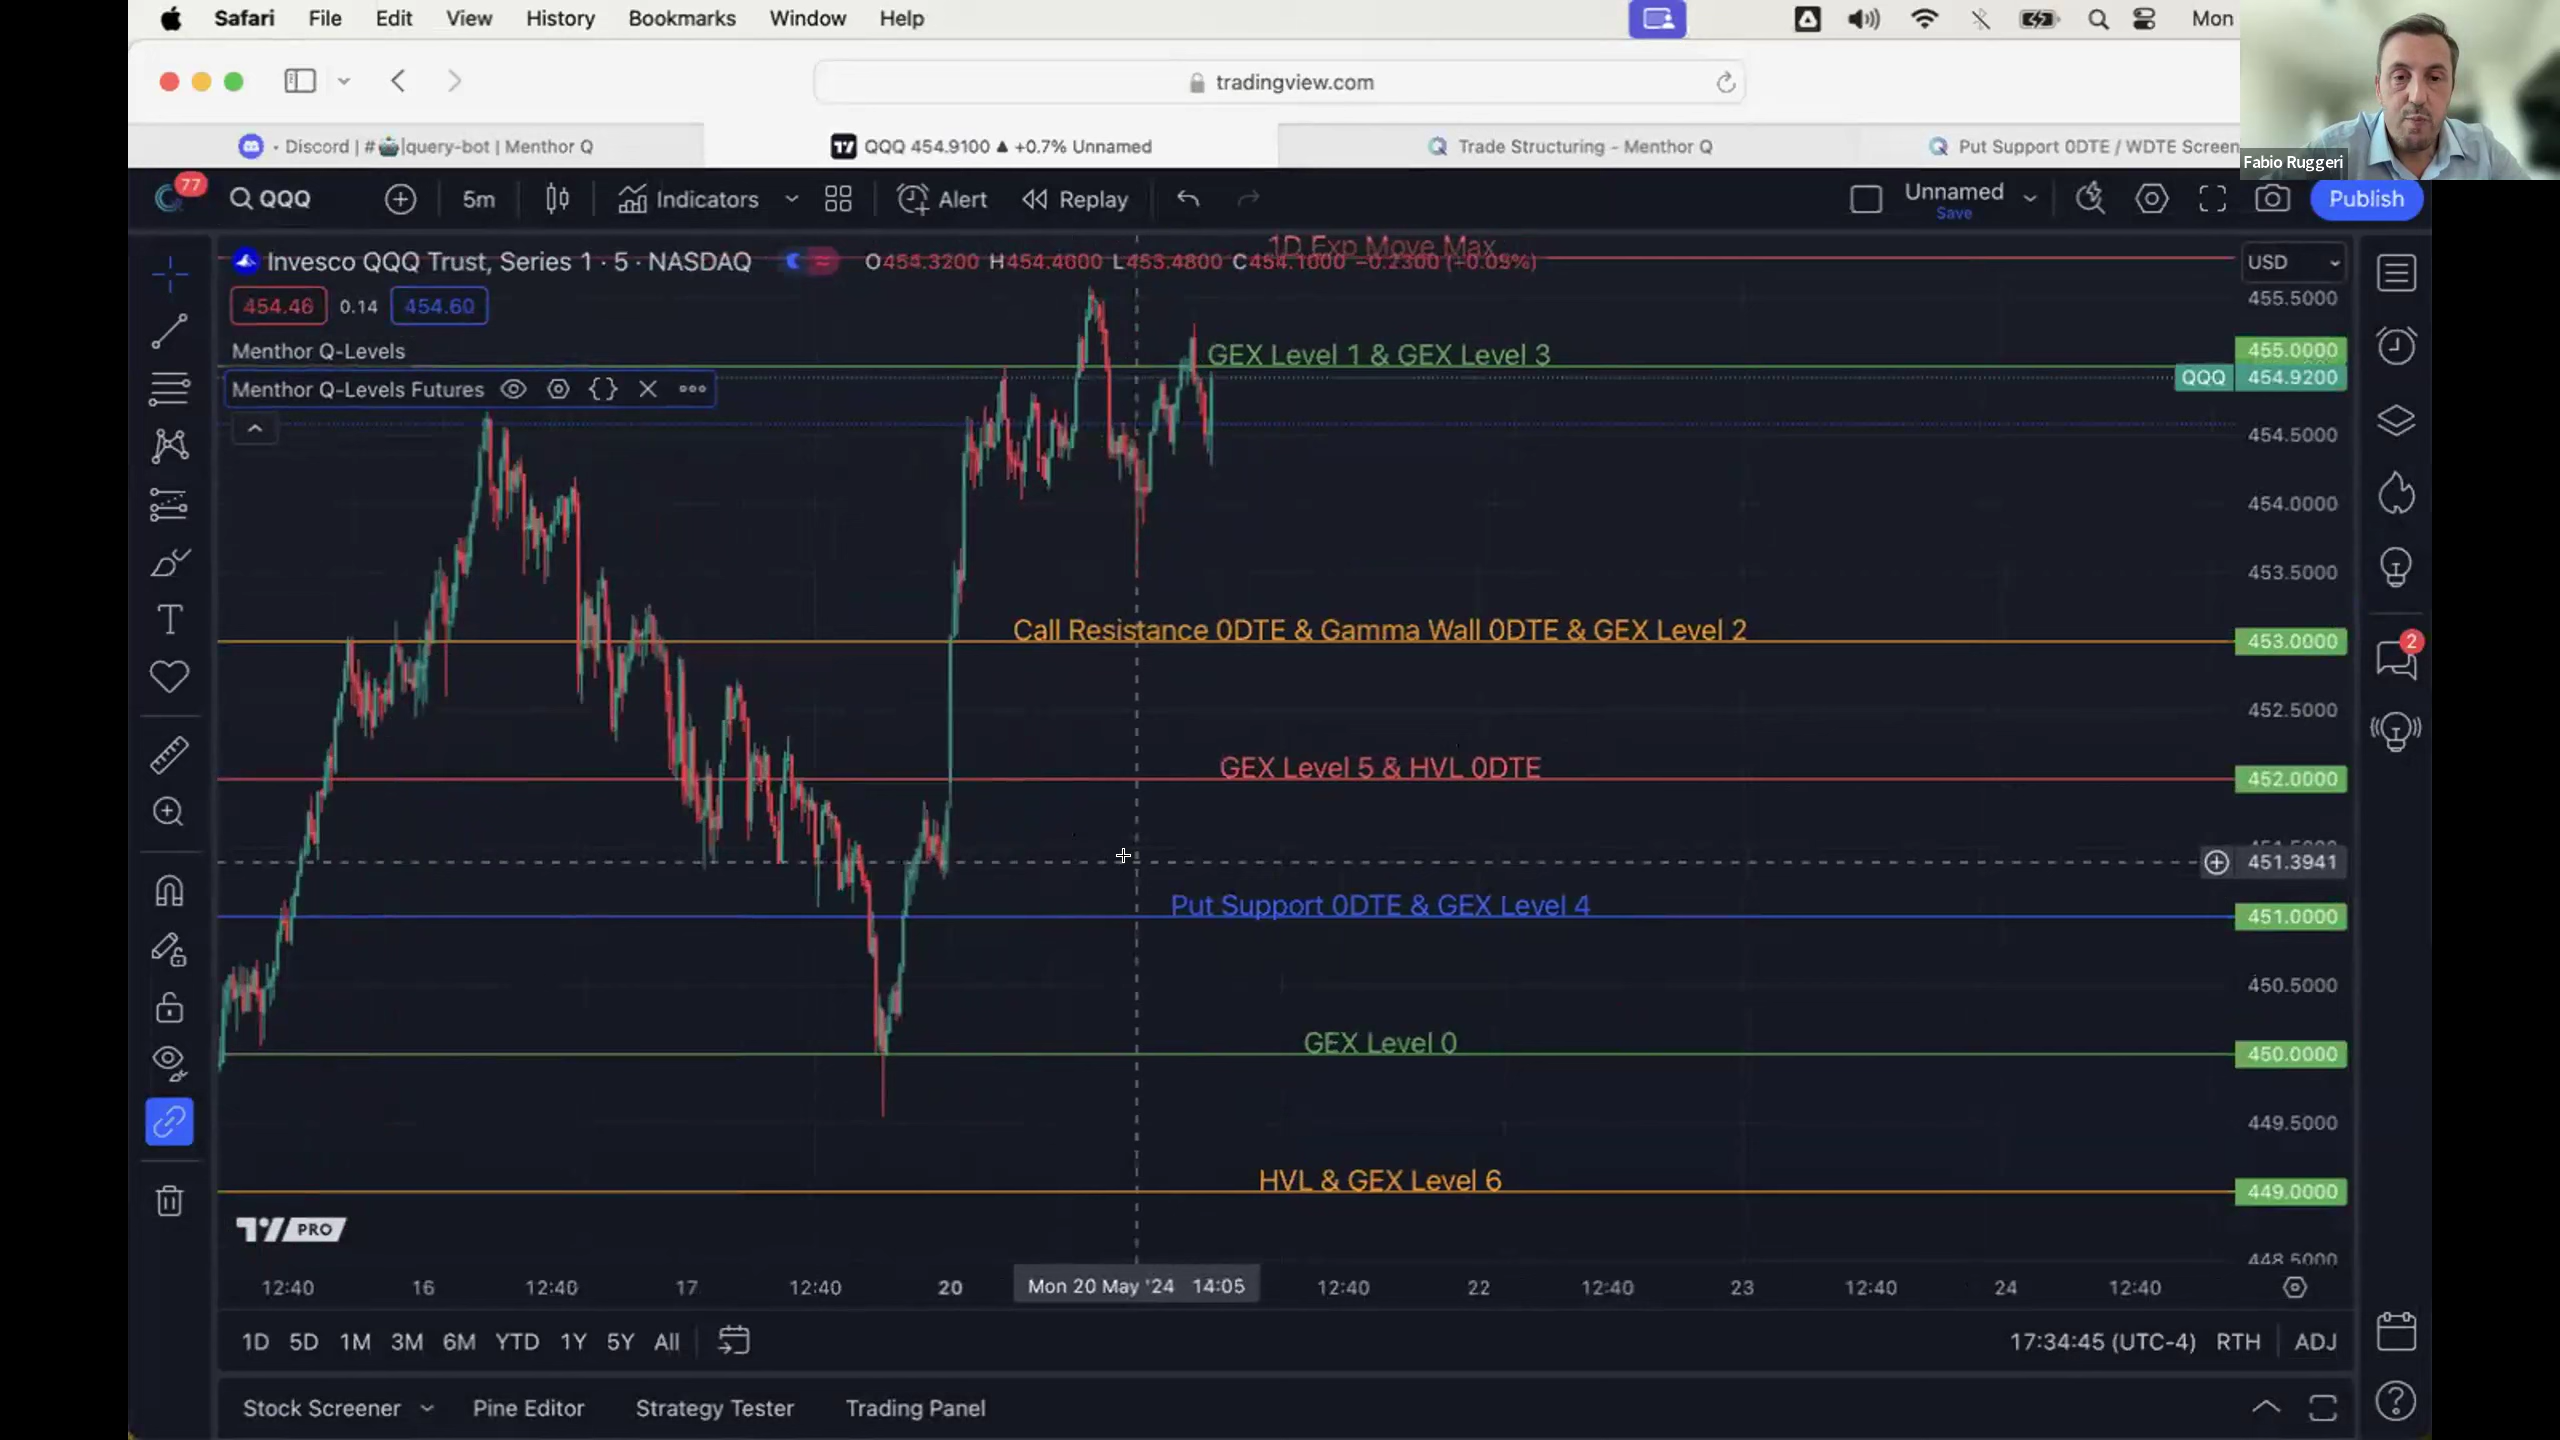 Safari File Edit View History Bookmarks Window Help Mon
tradingview.com
- Discord | #🤖|query-bot | Menthor Q
QQQ 454.9100 ▲ +0.7% Unnamed
Trade Structuring - Menthor Q
Put Support 0DTE / WDTE Screen
Fabio Ruggeri
77
QQQ 5m Indicators Alert Replay Unnamed
Save
Publish
1D Exp Move Max
Invesco QQQ Trust, Series 1 · 5 · NASDAQ O454.3200 H454.4600 L453.4800 C454.1000 −0.2300 (−0.05%)
USD
455.5000
454.46 0.14 454.60
Menthor Q-Levels
GEX Level 1 & GEX Level 3
455.0000
QQQ 454.9200
Menthor Q-Levels Futures
454.5000
454.0000
453.5000
Call Resistance 0DTE & Gamma Wall 0DTE & GEX Level 2
453.0000
2
452.5000
GEX Level 5 & HVL 0DTE
452.0000
451.3941
Put Support 0DTE & GEX Level 4
451.0000
450.5000
GEX Level 0
450.0000
449.5000
HVL & GEX Level 6
449.0000
PRO
448.5000
12:40 16 12:40 17 12:40 20 Mon 20 May '24 14:05 12:40 22 12:40 23 12:40 24 12:40
1D 5D 1M 3M 6M YTD 1Y 5Y All
17:34:45 (UTC-4) RTH ADJ
Stock Screener Pine Editor Strategy Tester Trading Panel